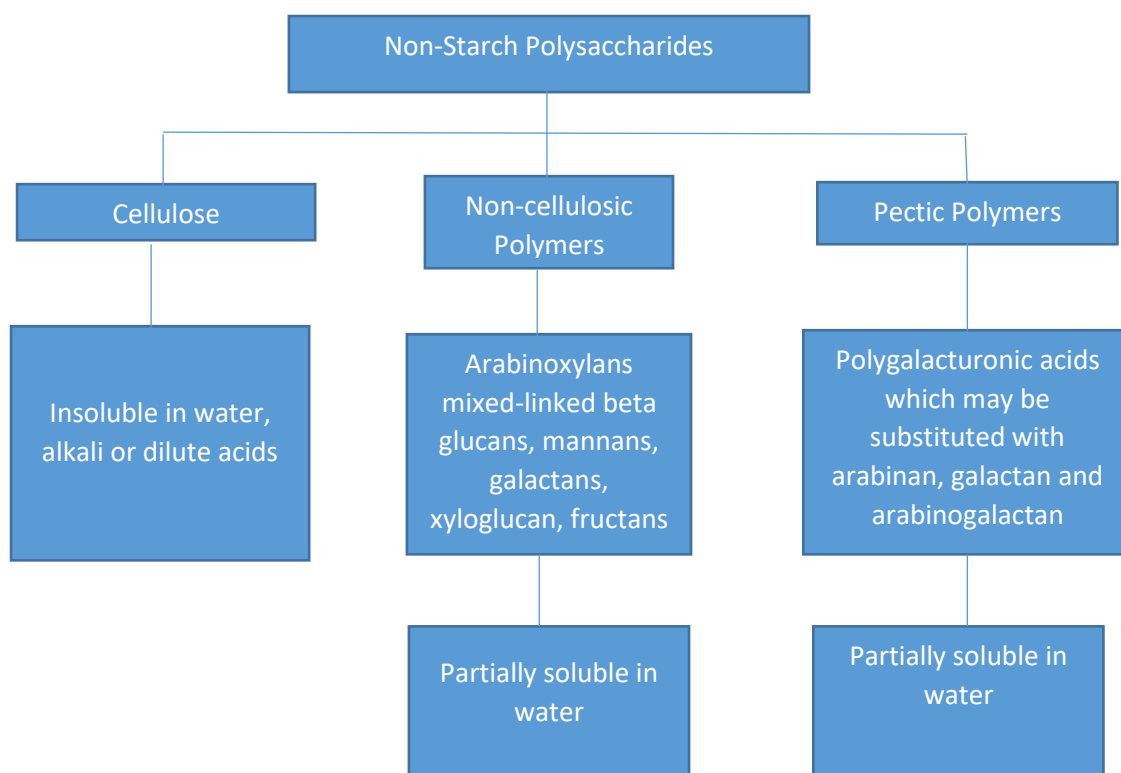 Non-Starch Polysaccharides
Cellulose
Non-cellulosic
Polymers
Pectic Polymers
Insoluble in water,
alkali or dilute acids
Arabinoxylans
mixed-linked beta
glucans, mannans,
galactans,
xyloglucan, fructans
Polygalacturonic acids
which may be
substituted with
arabinan, galactan and
arabinogalactan
Partially soluble in
water
Partially soluble in
water